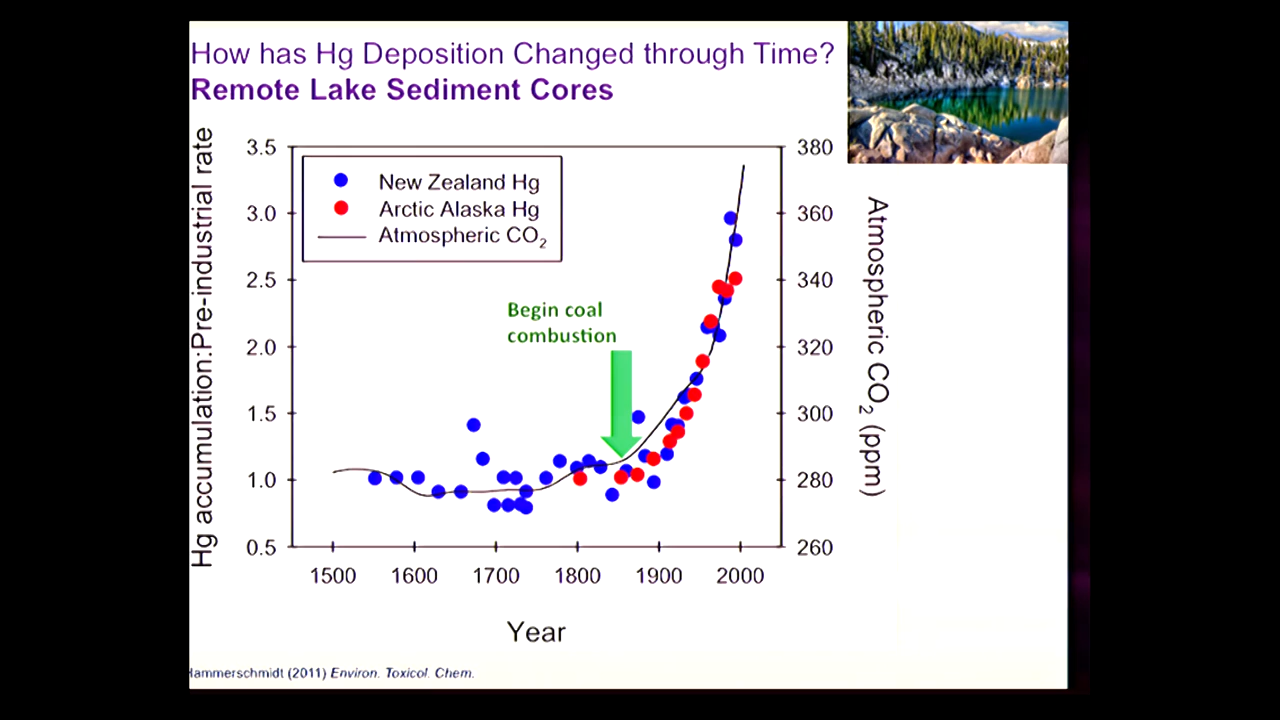 How has Hg Deposition Changed through Time?
Remote Lake Sediment Cores
Hg accumulation:Pre-industrial rate
3.5
3.0
2.5
2.0
1.5
1.0
0.5
New Zealand Hg
Arctic Alaska Hg
Atmospheric CO2
Begin coal
combustion
380
360
340
320
300
280
260
Atmospheric CO2 (ppm)
1500 1600 1700 1800 1900 2000
Year
Hammerschmidt (2011) Environ. Toxicol. Chem.